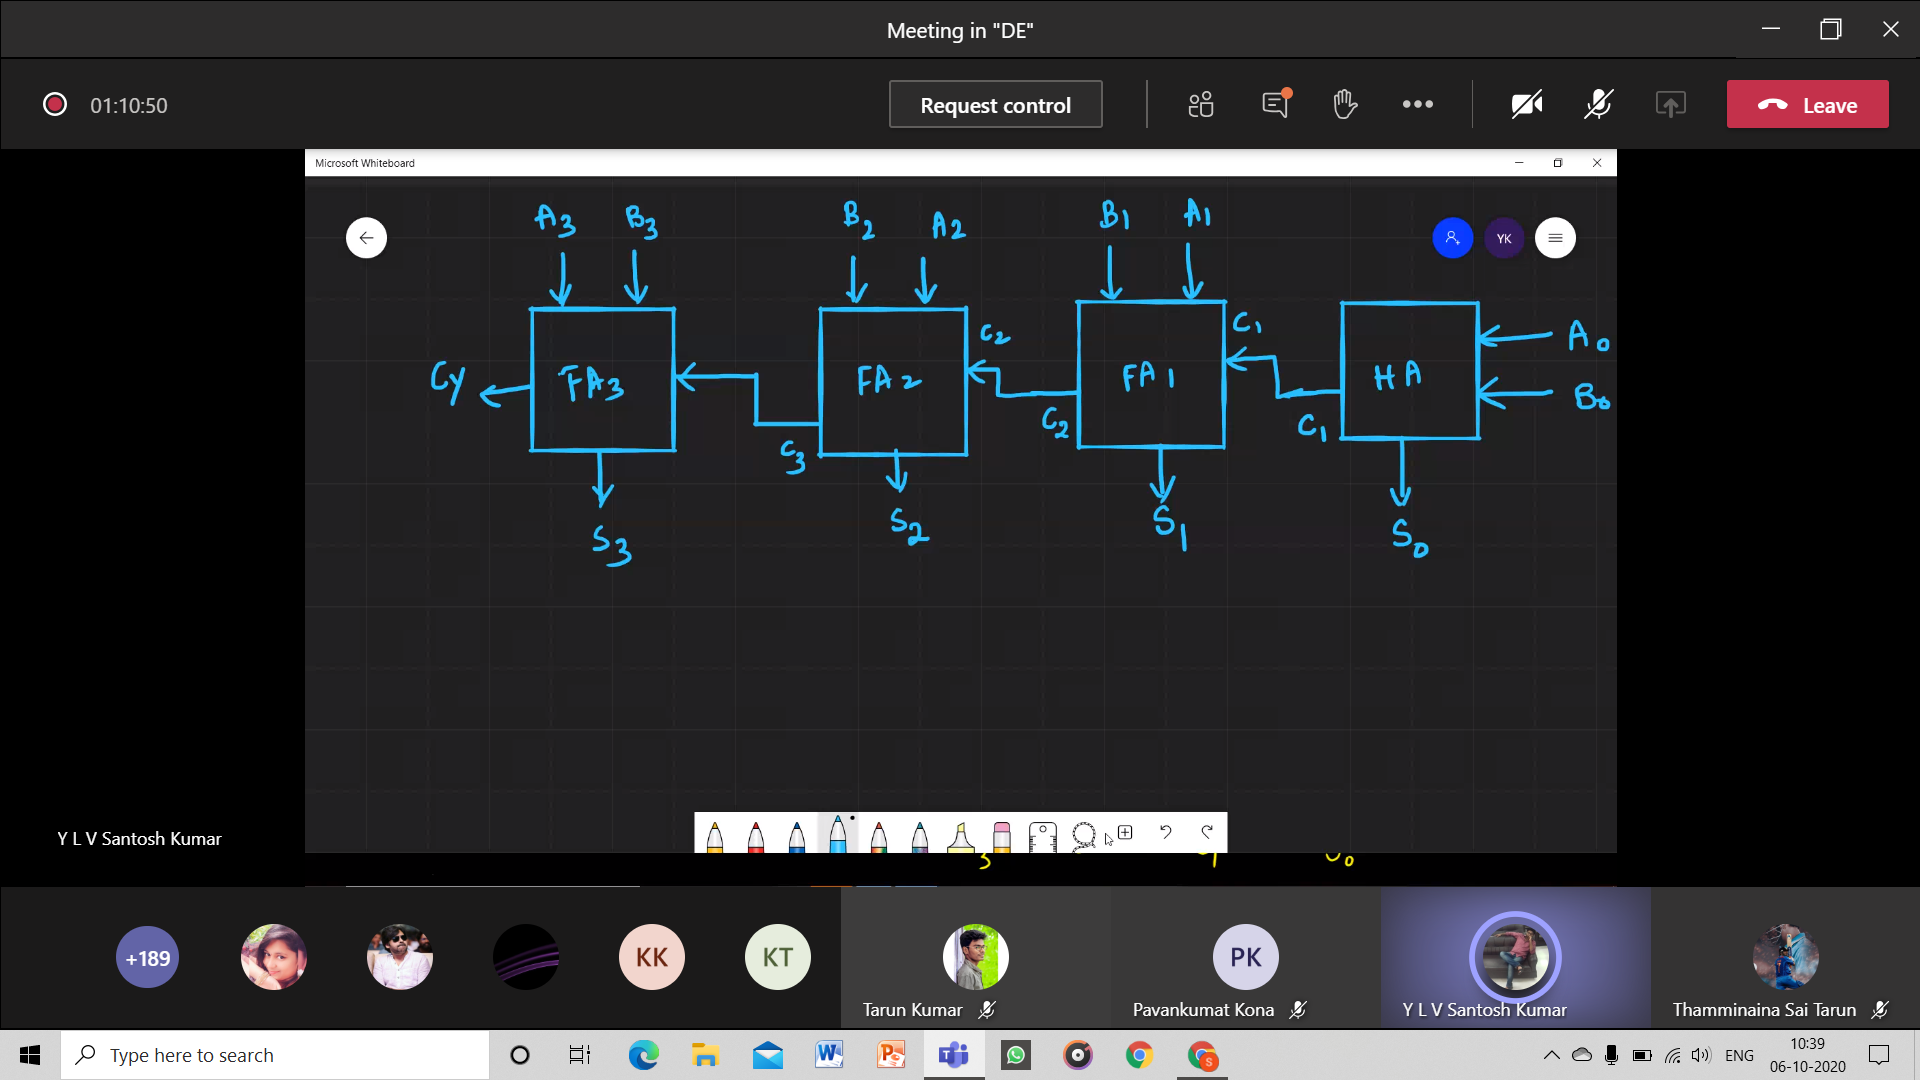 Meeting in "DE"
01:10:50
Request control
Leave
Microsoft Whiteboard
A3 B3 B2 A2 B1 A1
YK
C2 C1
A0
Cy FA3 FA2 FA1 HA
B0
C3 C2 C1
S3 S2 S1 S0
Y L V Santosh Kumar
+189
KK
KT
PK
Tarun Kumar
Pavankumat Kona
Y L V Santosh Kumar
Thamminaina Sai Tarun
Type here to search
ENG
10:39
06-10-2020